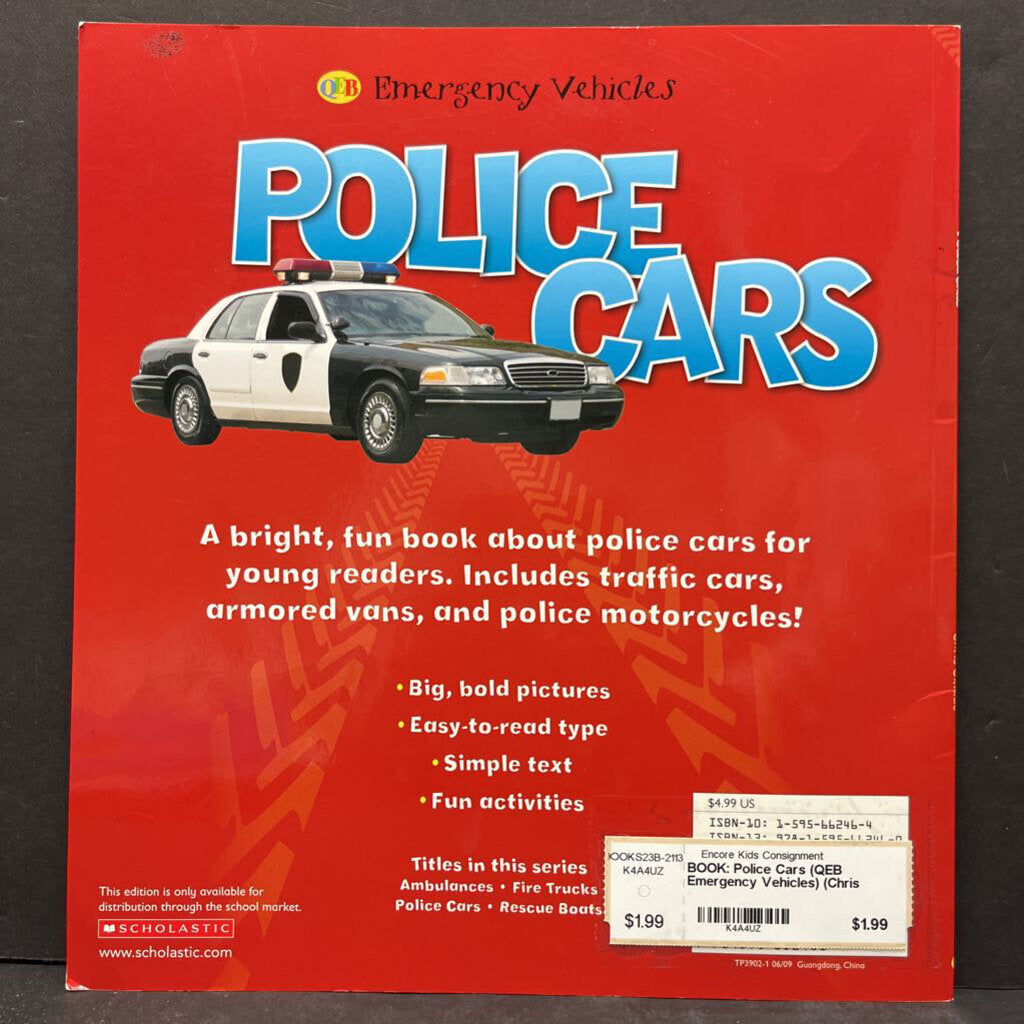 QEB Emergency Vehicles
POLICE
CARS
A bright, fun book about police cars for
young readers. Includes traffic cars,
armored vans, and police motorcycles!
• Big, bold pictures
• Easy-to-read type
• Simple text
• Fun activities
Titles in this series
Ambulances • Fire Trucks
Police Cars • Rescue Boats
This edition is only available for
distribution through the school market.
SCHOLASTIC
www.scholastic.com
$4.99 US
ISBN-10: 1-595-66246-4
OOKS23B-2113
K4A4UZ
$1.99
Encore Kids Consignment
BOOK: Police Cars (QEB
Emergency Vehicles) (Chris
K4A4UZ
$1.99
TP3902-1 06/09 Guangdong, China